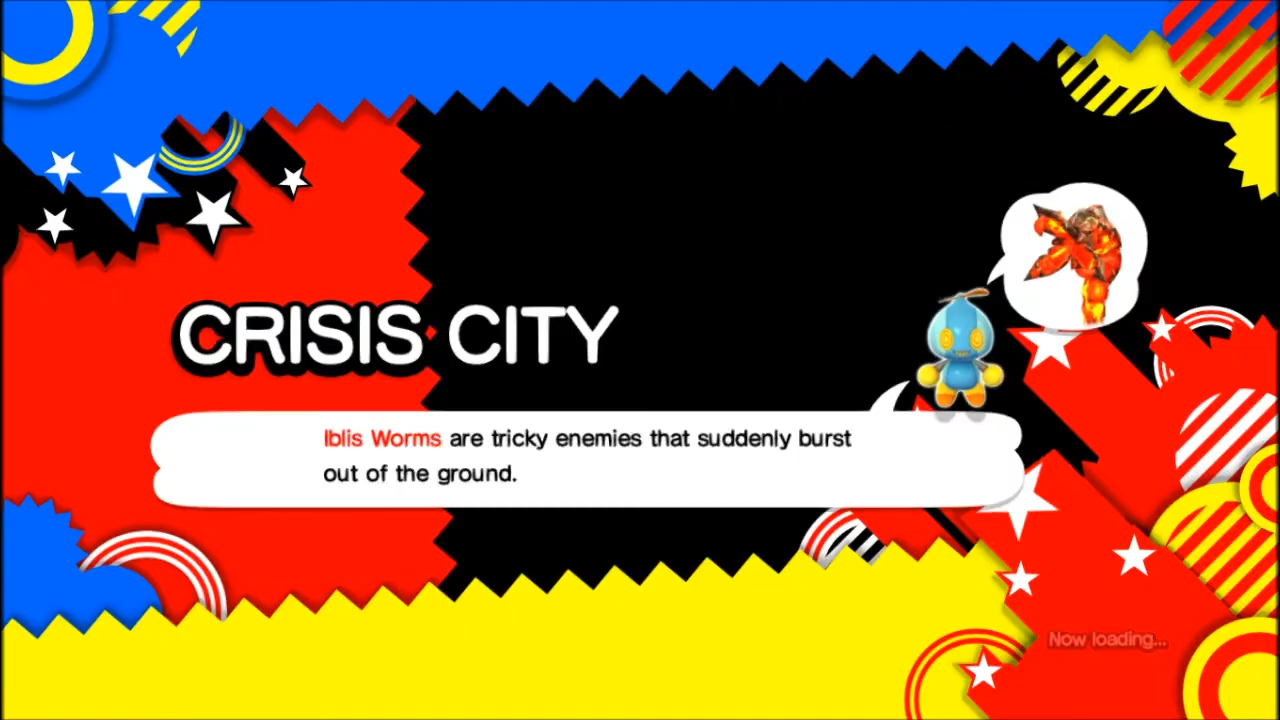 CRISIS CITY
Iblis Worms are tricky enemies that suddenly burst
out of the ground.
Now loading...